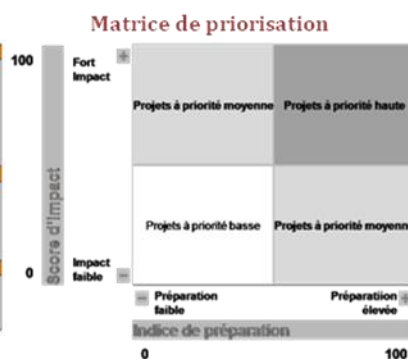 Matrice de priorisation
100
Fort
Impact
+
Projets à priorité moyenne
Projets à priorité haute
Score d'Impact
Projets à priorité basse
Projets à priorité moyenn
Impact
faible
0
Préparation
faible
Préparatiion
élevée
+
Indice de préparation
0
100